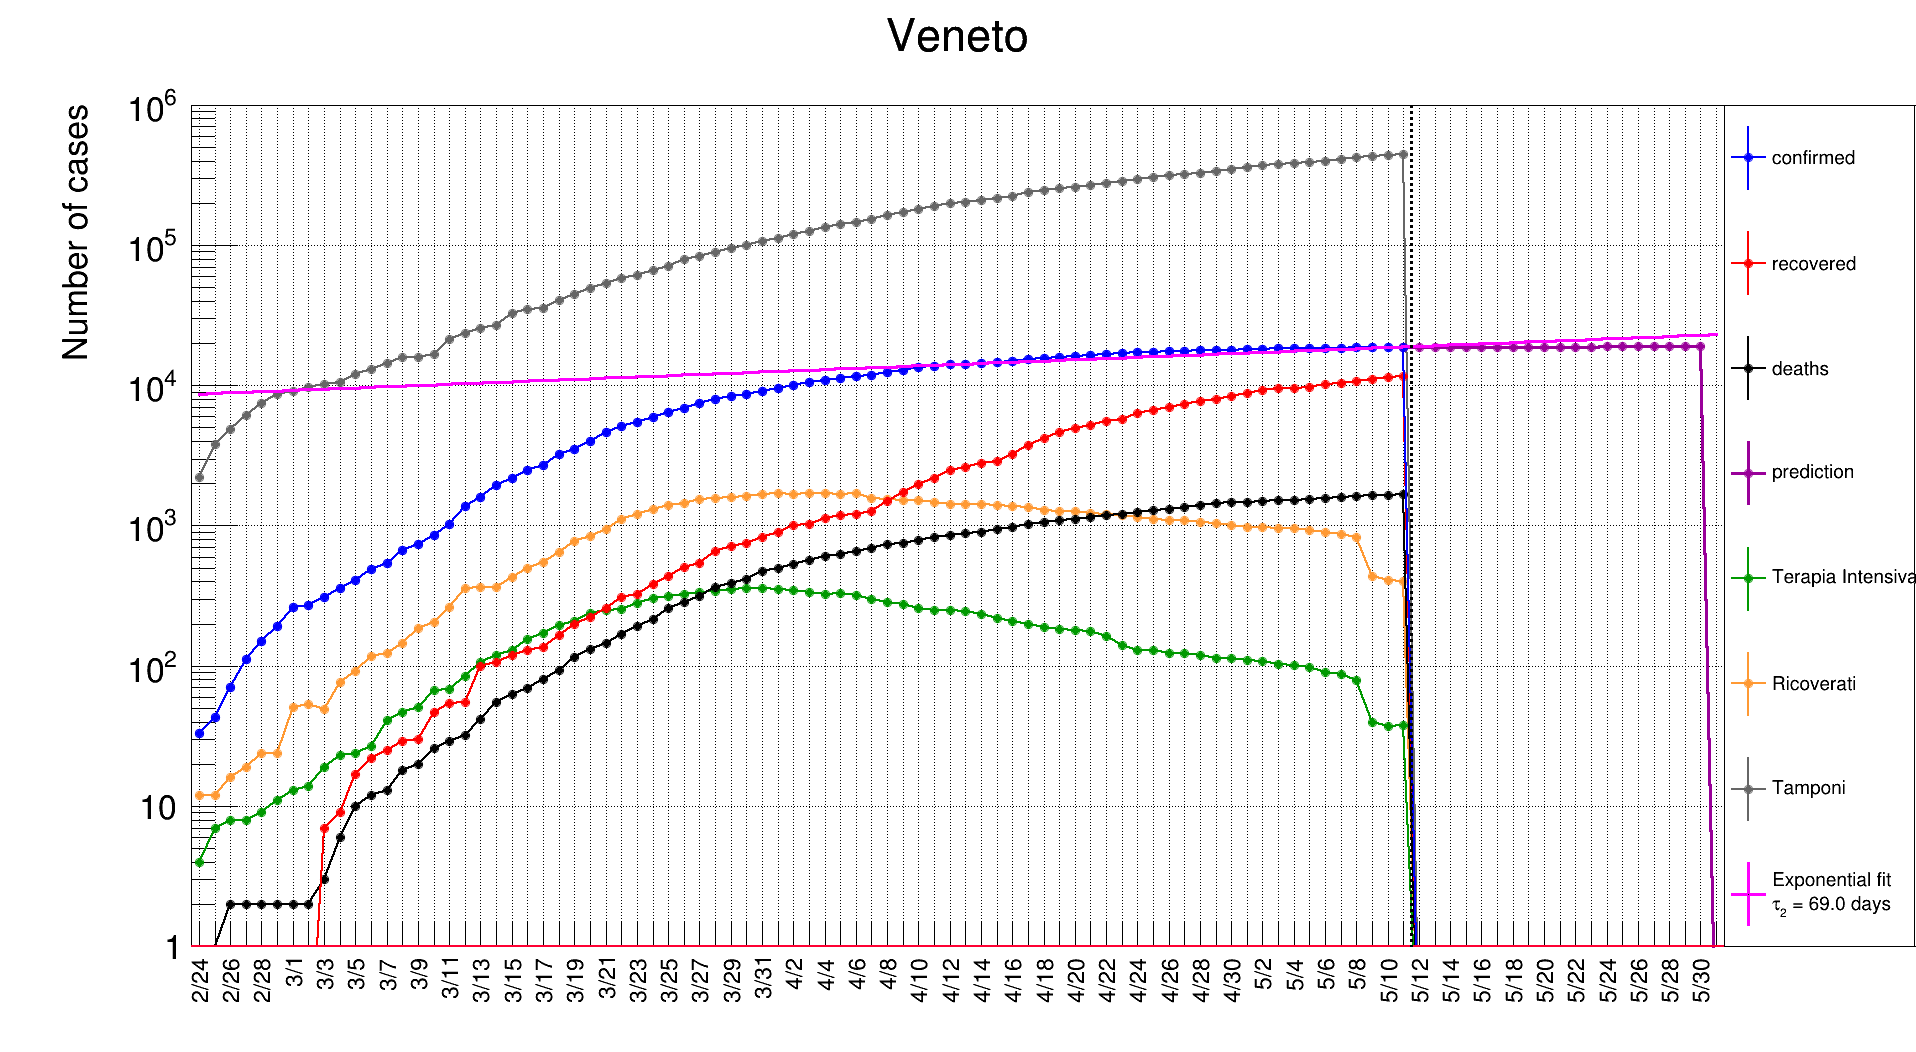 Veneto
Number of cases
10^6
10^5
10^4
10^3
10^2
10
1
2/24 2/26 2/28 3/1 3/3 3/5 3/7 3/9 3/11 3/13 3/15 3/17 3/19 3/21 3/23 3/25 3/27 3/29 3/31 4/2 4/4 4/6 4/8 4/10 4/12 4/14 4/16 4/18 4/20 4/22 4/24 4/26 4/28 4/30 5/2 5/4 5/6 5/8 5/10 5/12 5/14 5/16 5/18 5/20 5/22 5/24 5/26 5/28 5/30
confirmed
recovered
deaths
prediction
Terapia Intensiva
Ricoverati
Tamponi
Exponential fit
τ₂ = 69.0 days